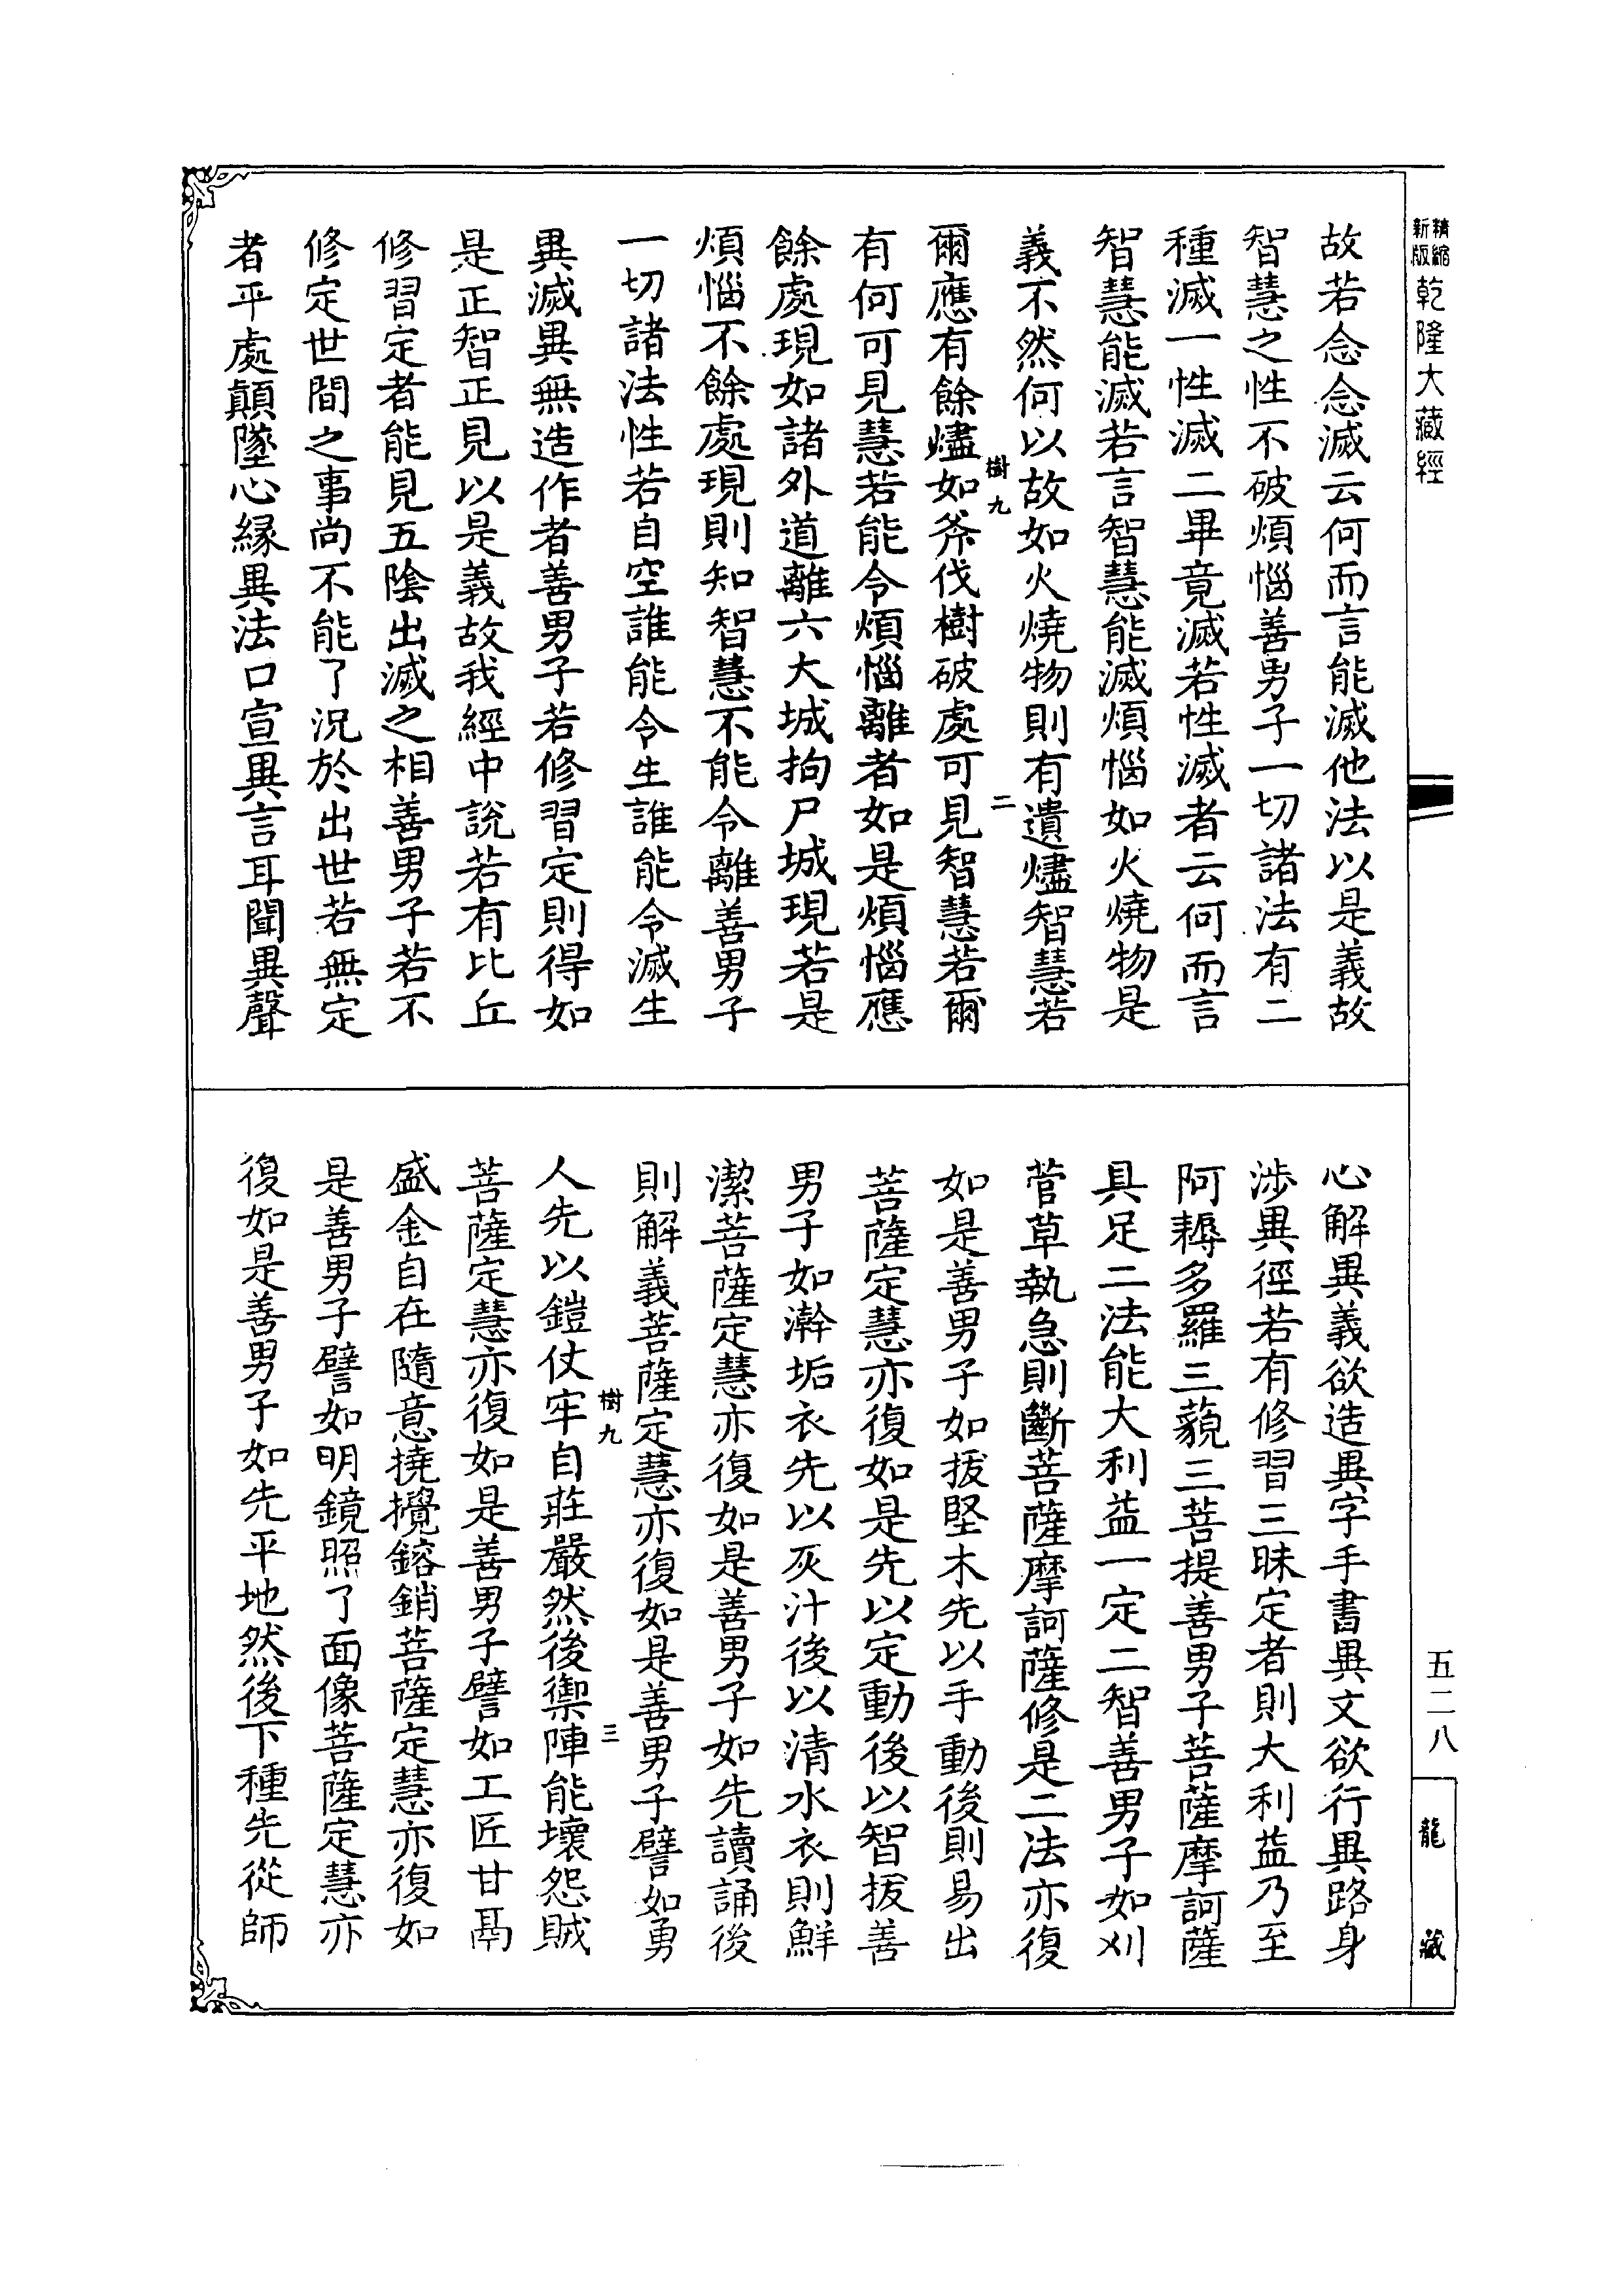 精縮
新版
乾隆大藏經
故若念念滅云何而言能滅他法以是義故
智慧之性不破煩惱善男子一切諸法有二
種滅一性滅二畢竟滅若性滅者云何而言
智慧能滅若言智慧能滅煩惱如火燒物是
義不然何以故如火燒物則有遺燼智慧若
樹九
二
爾應有餘燼如斧伐樹破處可見智慧若爾
有何可見慧若能令煩惱離者如是煩惱應
餘處現如諸外道離六大城拘尸城現若是
煩惱不餘處現則知智慧不能令離善男子
一切諸法性若自空誰能令生誰能令滅生
異滅異無造作者善男子若修習定則得如
是正智正見以是義故我經中說若有比丘
修習定者能見五陰出滅之相善男子若不
修定世間之事尚不能了況於出世若無定
者平處顛墜心緣異法口宣異言耳聞異聲
心解異義欲造異字手書異文欲行異路身
涉異徑若有修習三昧定者則大利益乃至
阿耨多羅三藐三菩提善男子菩薩摩訶薩
具足二法能大利益一定二智善男子如刈
菅草執急則斷菩薩摩訶薩修是二法亦復
如是善男子如拔堅木先以手動後則易出
菩薩定慧亦復如是先以定動後以智拔善
男子如澣垢衣先以灰汁後以清水衣則鮮
潔菩薩定慧亦復如是善男子如先讀誦後
則解義菩薩定慧亦復如是善男子譬如勇
樹九
三
人先以鎧仗牢自莊嚴然後禦陣能壞怨賊
菩薩定慧亦復如是善男子譬如工匠甘鬲
盛金自在隨意撓攪鎔銷菩薩定慧亦復如
是善男子譬如明鏡照了面像菩薩定慧亦
復如是善男子如先平地然後下種先從師
五二八
龍藏